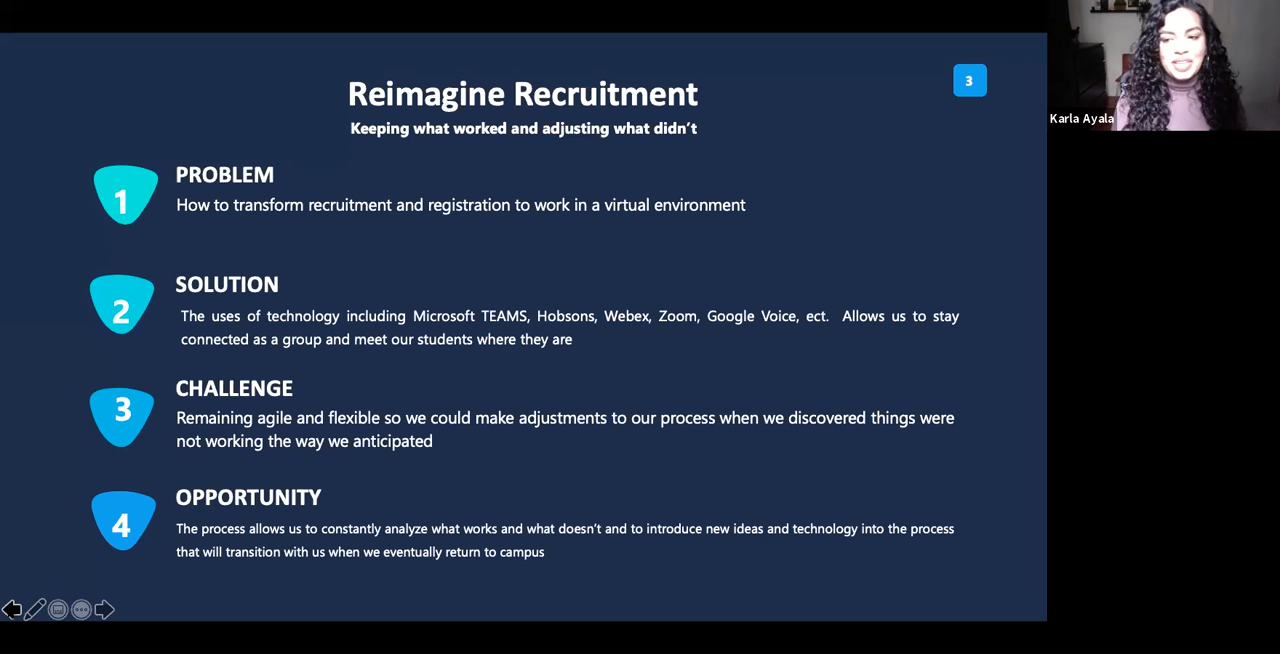 Reimagine Recruitment
3
Keeping what worked and adjusting what didn’t
1
PROBLEM
How to transform recruitment and registration to work in a virtual environment
2
SOLUTION
The uses of technology including Microsoft TEAMS, Hobsons, Webex, Zoom, Google Voice, ect. Allows us to stay
connected as a group and meet our students where they are
3
CHALLENGE
Remaining agile and flexible so we could make adjustments to our process when we discovered things were
not working the way we anticipated
4
OPPORTUNITY
The process allows us to constantly analyze what works and what doesn’t and to introduce new ideas and technology into the process
that will transition with us when we eventually return to campus
Karla Ayala